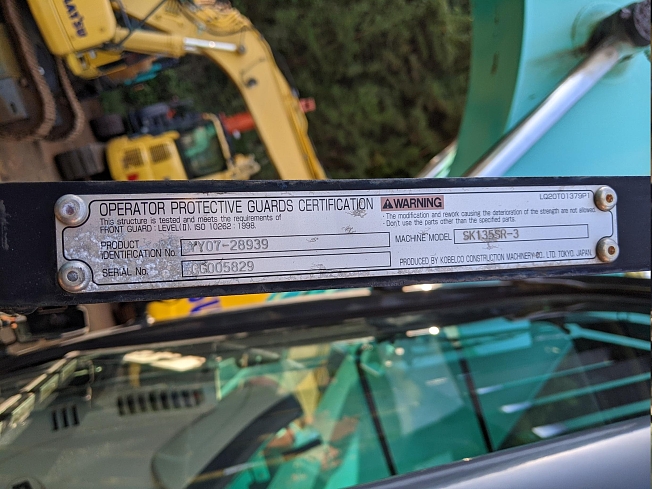 KOMATSU
OPERATOR PROTECTIVE GUARDS CERTIFICATION
This structure is tested and meets the requirements of
FRONT GUARD : LEVEL(II). ISO 10262 : 1998.
PRODUCT IDENTIFICATION No. YY07-28939
SERIAL No. CG005829
WARNING
LQ20T01379P1
· The modification and rework causing the deterioration of the strength are not allowed.
· Don't use parts other than the specified parts.
MACHINE MODEL SK135SR-3
PRODUCED BY KOBELCO CONSTRUCTION MACHINERY CO. LTD. TOKYO, JAPAN.